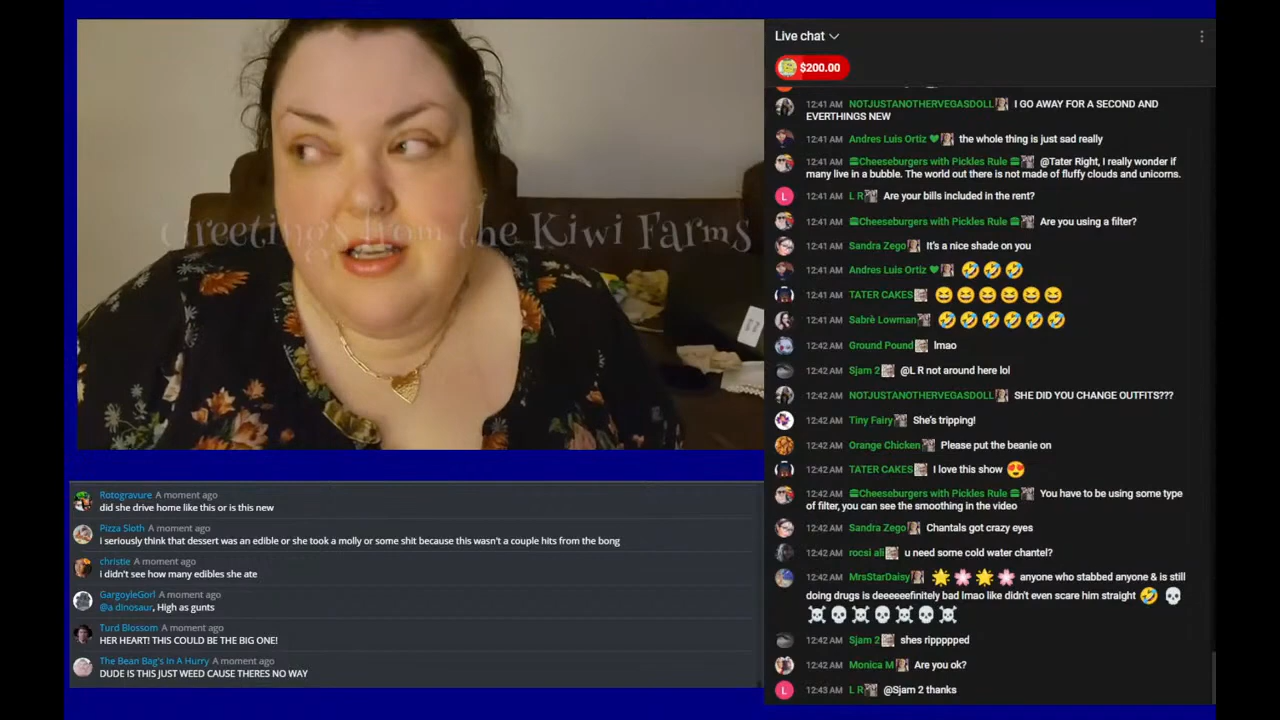 Greetings from the Kiwi Farms
Rotogravure A moment ago
did she drive home like this or is this new
Pizza Sloth A moment ago
i seriously think that dessert was an edible or she took a molly or some shit because this wasn't a couple hits from the bong
christie A moment ago
i didn't see how many edibles she ate
GargoyleGorl A moment ago
@a dinosaur, High as gunts
Turd Blossom A moment ago
HER HEART! THIS COULD BE THE BIG ONE!
The Bean Bag's in A Hurry A moment ago
DUDE IS THIS JUST WEED CAUSE THERES NO WAY
Live chat
$200.00
12:41 AM NOTJUSTANOTHERVEGASDOLL I GO AWAY FOR A SECOND AND
EVERTHINGS NEW
12:41 AM Andres Luis Ortiz 💚 the whole thing is just sad really
12:41 AM 🍔Cheeseburgers with Pickles Rule🍔 @Tater Right, I really wonder if
many live in a bubble. The world out there is not made of fluffy clouds and unicorns.
L
12:41 AM L R Are your bills included in the rent?
12:41 AM 🍔Cheeseburgers with Pickles Rule🍔 Are you using a filter?
12:41 AM Sandra Zego It's a nice shade on you
12:41 AM Andres Luis Ortiz 💚 🤣🤣🤣
12:41 AM TATER CAKES 😆😆😆😆😆😆
12:41 AM Sabrè Lowman 🤣🤣🤣🤣🤣🤣
12:42 AM Ground Pound lmao
12:42 AM Sjam 2 @L R not around here lol
12:42 AM NOTJUSTANOTHERVEGASDOLL SHE DID YOU CHANGE OUTFITS???
12:42 AM Tiny Fairy She's tripping!
12:42 AM Orange Chicken Please put the beanie on
12:42 AM TATER CAKES I love this show 😍
12:42 AM 🍔Cheeseburgers with Pickles Rule🍔 You have to be using some type
of filter, you can see the smoothing in the video
12:42 AM Sandra Zego Chantals got crazy eyes
12:42 AM rocsi ali u need some cold water chantel?
12:42 AM MrsStarDaisy 🌟🌸🌟🌸 anyone who stabbed anyone & is still
doing drugs is deeeeeefinitely bad lmao like didn't even scare him straight 🤣 💀
☠💀☠💀☠💀☠
12:42 AM Sjam 2 shes rippppped
12:42 AM Monica M Are you ok?
L
12:43 AM L R @Sjam 2 thanks